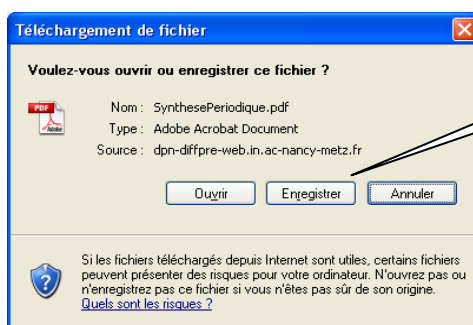 Téléchargement de fichier
Voulez-vous ouvrir ou enregistrer ce fichier ?
PDF
Adobe
Nom : SynthesePeriodique.pdf
Type : Adobe Acrobat Document
Source : dpn-diffpre-web.in.ac-nancy-metz.fr
Ouvrir Enregistrer Annuler
Si les fichiers téléchargés depuis Internet sont utiles, certains fichiers
peuvent présenter des risques pour votre ordinateur. N'ouvrez pas ou
n'enregistrez pas ce fichier si vous n'êtes pas sûr de son origine.
Quels sont les risques ?